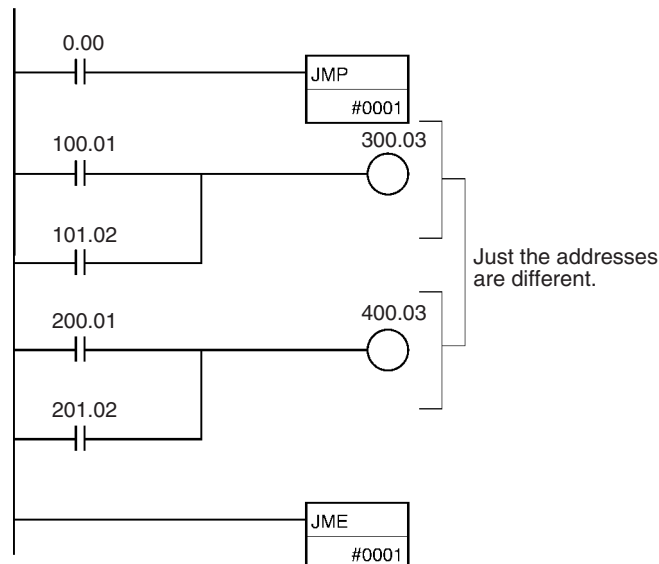 0.00
JMP
#0001
100.01
300.03
101.02
Just the addresses
are different.
200.01
400.03
201.02
JME
#0001